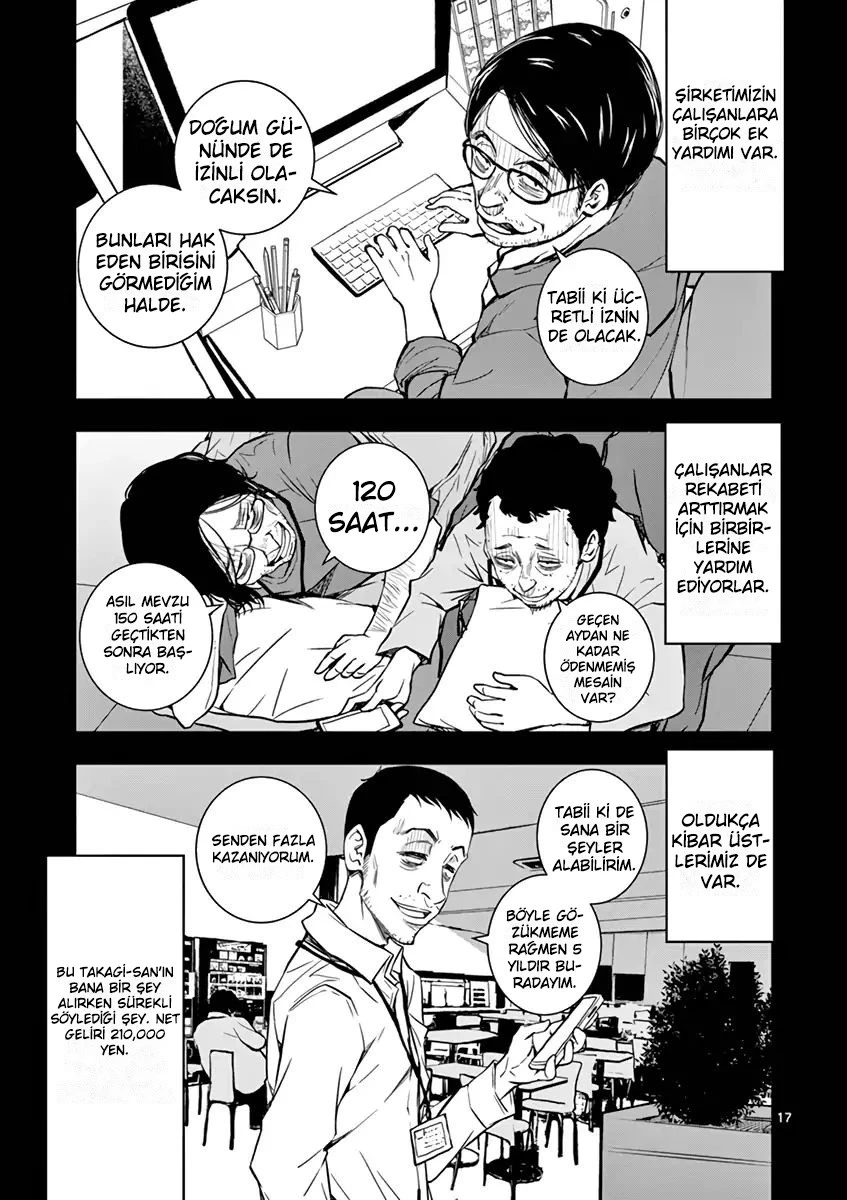 ŞİRKETİMİZİN
ÇALIŞANLARA
BİRÇOK EK
YARDIMI VAR.
TABİİ Kİ ÜC-
RETLİ İZNİN
DE OLACAK.
DOĞUM GÜ-
NÜNDE DE
İZİNLİ OLA-
CAKSIN.
BUNLARI HAK
EDEN BİRİSİNİ
GÖRMEDİĞİM
HALDE.
ÇALIŞANLAR
REKABETİ
ARTTIRMAK
İÇİN BİRBİR-
LERİNE
YARDIM
EDİYORLAR.
GEÇEN
AYDAN NE
KADAR
ÖDENMEMİŞ
MESAİN
VAR?
120
SAAT...
ASIL MEVZU
150 SAATİ
GEÇTİKTEN
SONRA BAŞ-
LIYOR.
OLDUKÇA
KİBAR ÜST-
LERİMİZ DE
VAR.
TABİİ Kİ DE
SANA BİR
ŞEYLER
ALABİLİRİM.
BÖYLE GÖ-
ZÜKMEME
RAĞMEN 5
YILDIR BU-
RADAYIM.
SENDEN FAZLA
KAZANIYORUM.
BU TAKAGİ-SAN'IN
BANA BİR ŞEY
ALIRKEN SÜREKLİ
SÖYLEDİĞİ ŞEY. NET
GELİRİ 210,000
YEN.
17